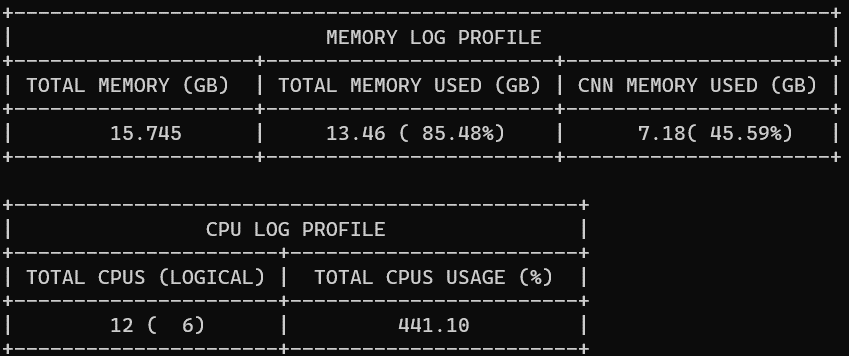 MEMORY LOG PROFILE
TOTAL MEMORY (GB) | TOTAL MEMORY USED (GB) | CNN MEMORY USED (GB)
15.745 | 13.46 ( 85.48%) | 7.18( 45.59%)
CPU LOG PROFILE
TOTAL CPUS (LOGICAL) | TOTAL CPUS USAGE (%)
12 (  6) | 441.10